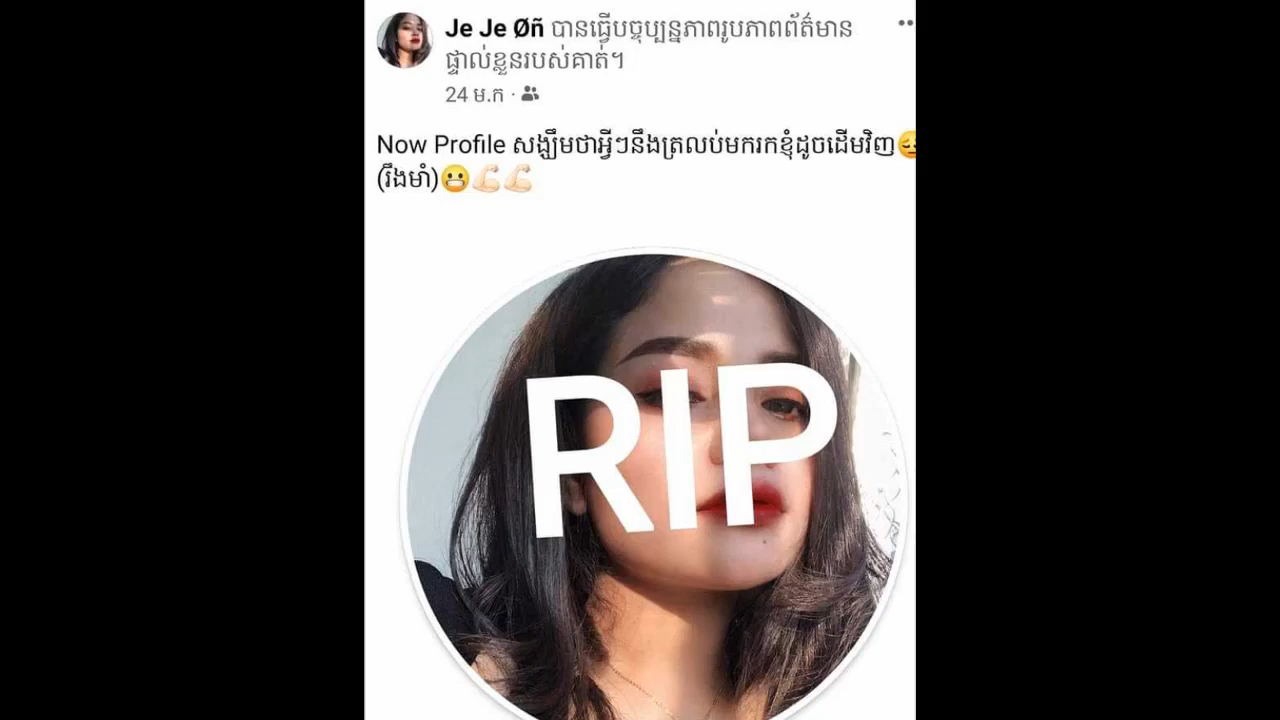 Je Je Øñ បានធ្វើបច្ចុប្បន្នភាពរូបភាពព័ត៌មាន
ផ្ទាល់ខ្លួនរបស់គាត់។
24 ម.ក ·
Now Profile សង្ឃឹមថាអ្វីៗនឹងត្រលប់មករកខ្ញុំដូចដើមវិញ😔
(រឹងមាំ)😬💪🏻💪🏻
RIP